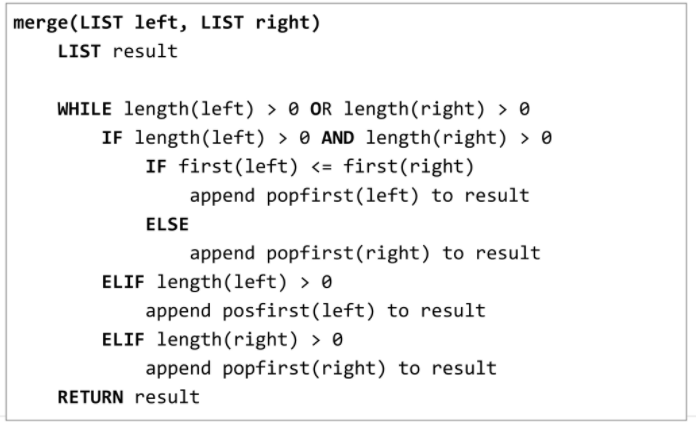 merge(LIST left, LIST right)
LIST result
WHILE length(left) > 0 OR length(right) > 0
IF length(left) > 0 AND length(right) > 0
IF first(left) <= first(right)
append popfirst(left) to result
ELSE
append popfirst(right) to result
ELIF length(left) > 0
append posfirst(left) to result
ELIF length(right) > 0
append popfirst(right) to result
RETURN result